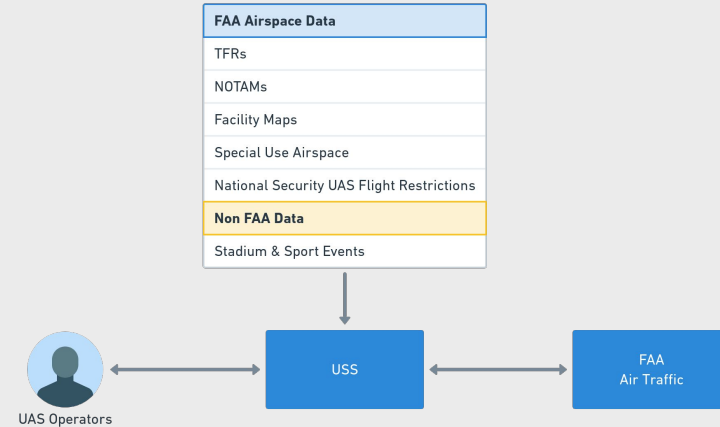 FAA Airspace Data
TFRs
NOTAMs
Facility Maps
Special Use Airspace
National Security UAS Flight Restrictions
Non FAA Data
Stadium & Sport Events
USS
FAA
Air Traffic
UAS Operators